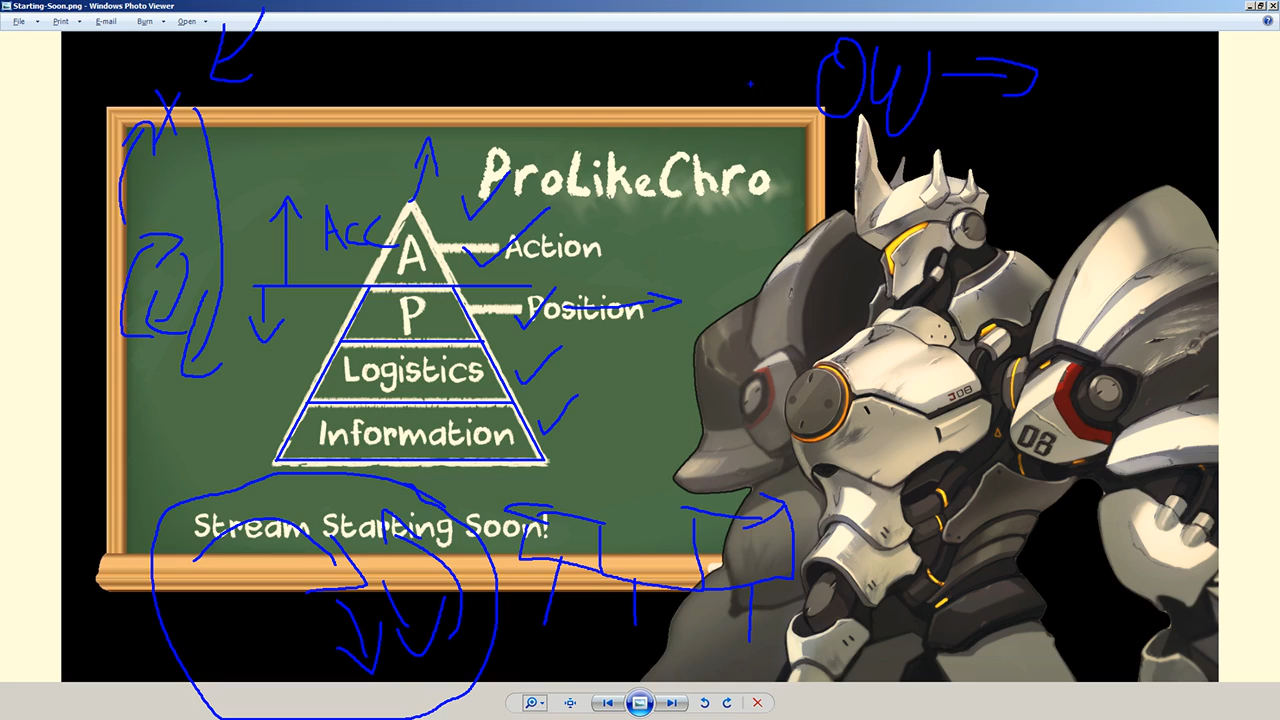 Starting-Soon.png - Windows Photo Viewer
File Print E-mail Burn Open
OW
ProLikeChro
Acc
A Action
P Position
Logistics
Information
Stream Starting Soon!
J08
08